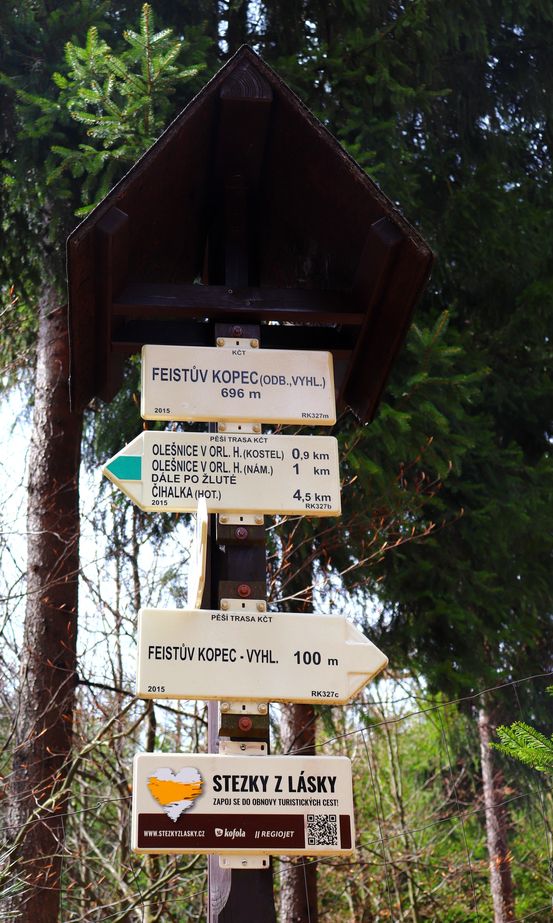 KČT
FEISTŮV KOPEC (ODB.,VYHL.)
696 m
2015 RK327m
PĚŠÍ TRASA KČT
OLEŠNICE V ORL. H. (KOSTEL) 0,9 km
OLEŠNICE V ORL. H. (NÁM.) 1 km
DÁLE PO ŽLUTÉ
ČIHALKA (HOT.) 4,5 km
2015 RK327b
PĚŠÍ TRASA KČT
FEISTŮV KOPEC - VYHL. 100 m
2015 RK327c
STEZKY Z LÁSKY
ZAPOJ SE DO OBNOVY TURISTICKÝCH CEST!
WWW.STEZKYZLASKY.CZ kofola REGIOJET